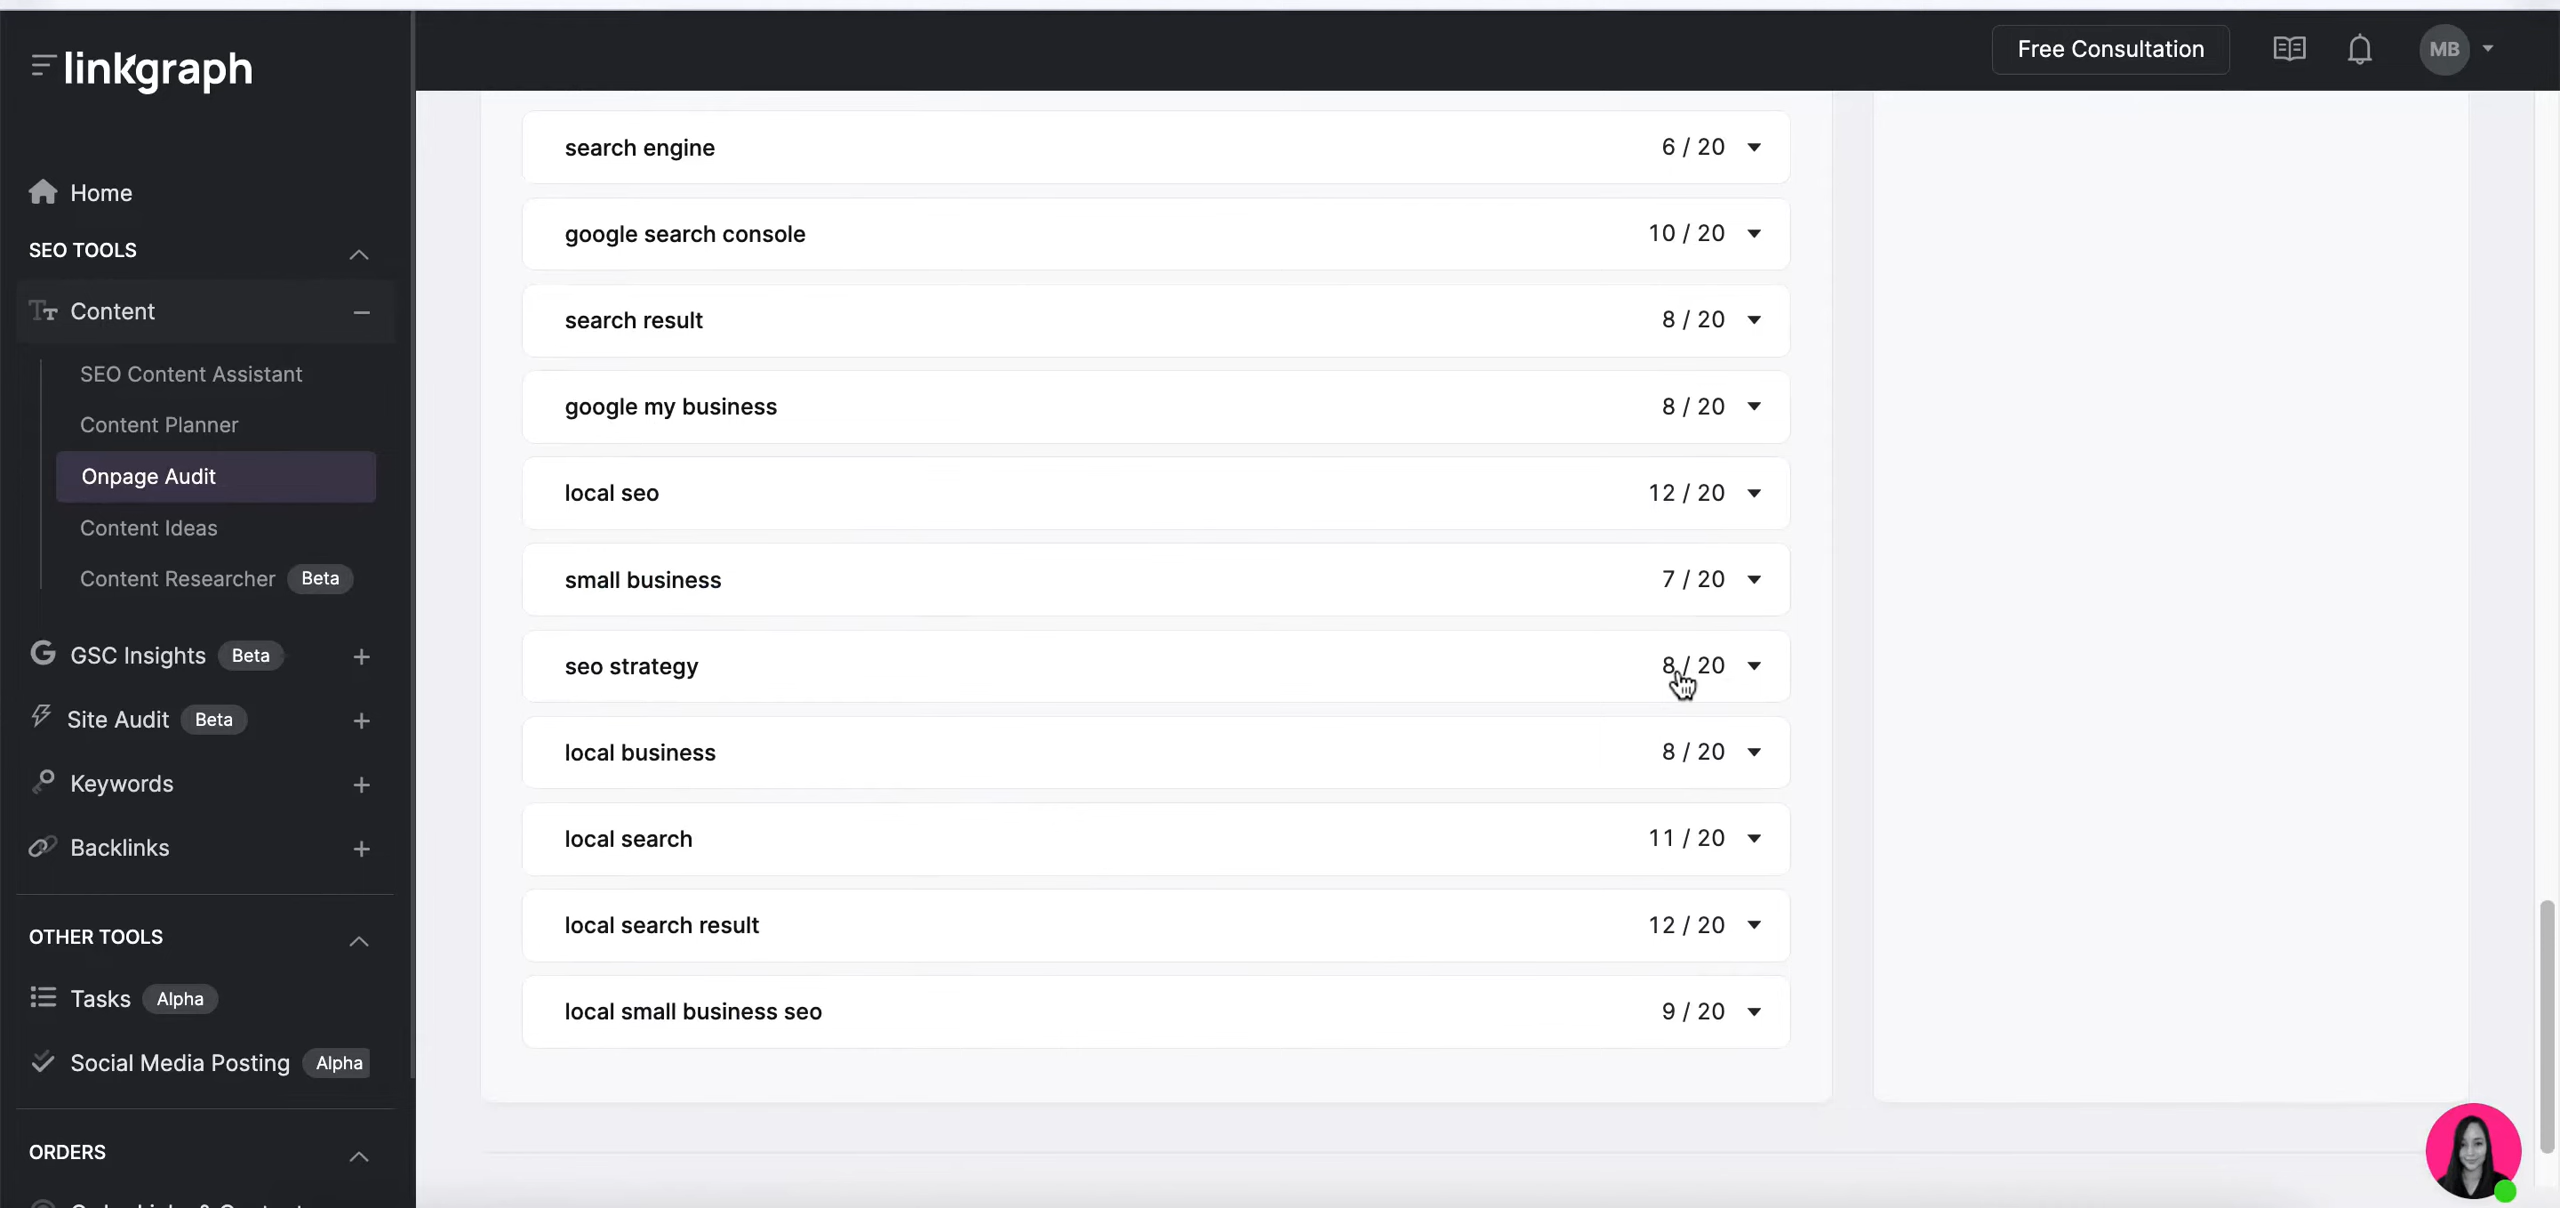 linkgraph
Free Consultation
MB
Home
SEO TOOLS
Content
SEO Content Assistant
Content Planner
Onpage Audit
Content Ideas
Content Researcher Beta
GSC Insights Beta
Site Audit Beta
Keywords
Backlinks
OTHER TOOLS
Tasks Alpha
Social Media Posting Alpha
ORDERS
search engine 6 / 20
google search console 10 / 20
search result 8 / 20
google my business 8 / 20
local seo 12 / 20
small business 7 / 20
seo strategy 8 / 20
local business 8 / 20
local search 11 / 20
local search result 12 / 20
local small business seo 9 / 20